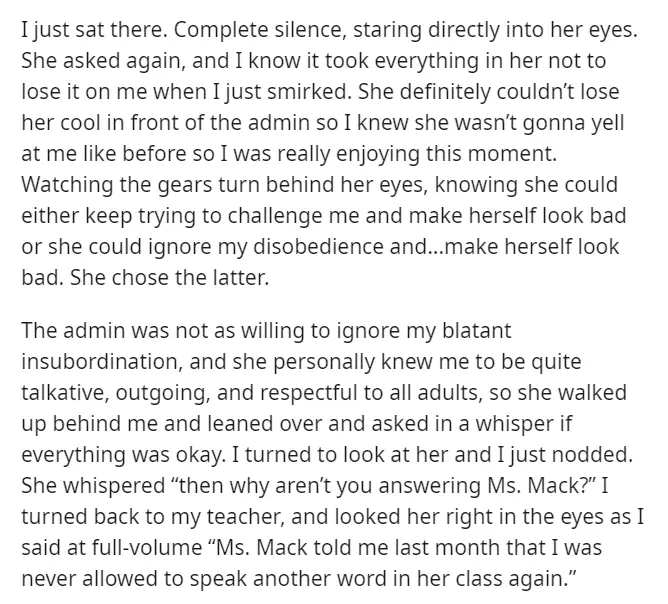 I just sat there. Complete silence, staring directly into her eyes.
She asked again, and I know it took everything in her not to
lose it on me when I just smirked. She definitely couldn’t lose
her cool in front of the admin so I knew she wasn’t gonna yell
at me like before so I was really enjoying this moment.
Watching the gears turn behind her eyes, knowing she could
either keep trying to challenge me and make herself look bad
or she could ignore my disobedience and...make herself look
bad. She chose the latter.
The admin was not as willing to ignore my blatant
insubordination, and she personally knew me to be quite
talkative, outgoing, and respectful to all adults, so she walked
up behind me and leaned over and asked in a whisper if
everything was okay. I turned to look at her and I just nodded.
She whispered “then why aren’t you answering Ms. Mack?” I
turned back to my teacher, and looked her right in the eyes as I
said at full-volume “Ms. Mack told me last month that I was
never allowed to speak another word in her class again.”